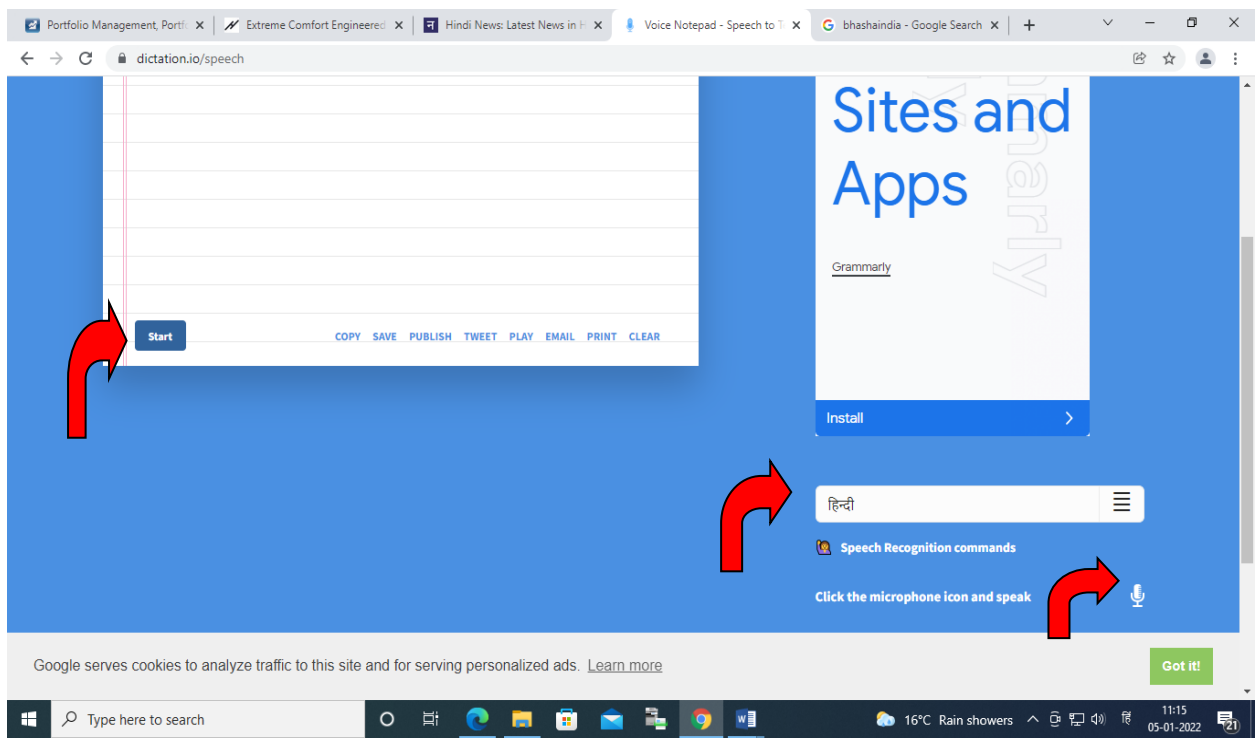 Portfolio Management, Portfo
Extreme Comfort Engineered
Hindi News: Latest News in H
Voice Notepad - Speech to T
bhashaindia - Google Search
dictation.io/speech
Sites and
Apps
Grammarly
Start
COPY SAVE PUBLISH TWEET PLAY EMAIL PRINT CLEAR
Install
हिन्दी
Speech Recognition commands
Click the microphone icon and speak
Google serves cookies to analyze traffic to this site and for serving personalized ads. Learn more
Got it!
Type here to search
16°C Rain showers
हिं
11:15
05-01-2022
21